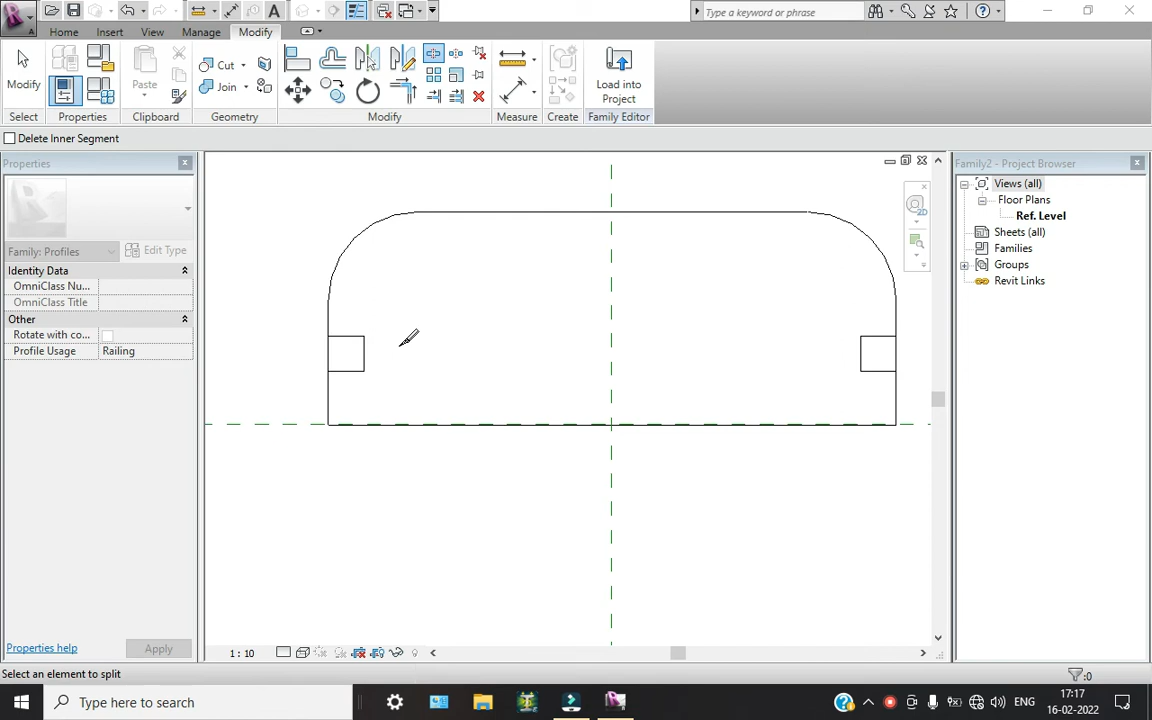 Type a keyword or phrase
Home Insert View Manage Modify
Modify
Paste
Cut
Join
Load into
Project
Select Properties Clipboard Geometry Modify Measure Create Family Editor
Delete Inner Segment
Properties
Family: Profiles
Edit Type
Identity Data
OmniClass Nu...
OmniClass Title
Other
Rotate with co...
Profile Usage Railing
Properties help
Apply
2D
1 : 10
Family2 - Project Browser
Views (all)
Floor Plans
Ref. Level
Sheets (all)
Families
Groups
Revit Links
Select an element to split
:0
Type here to search
ENG
17:17
16-02-2022